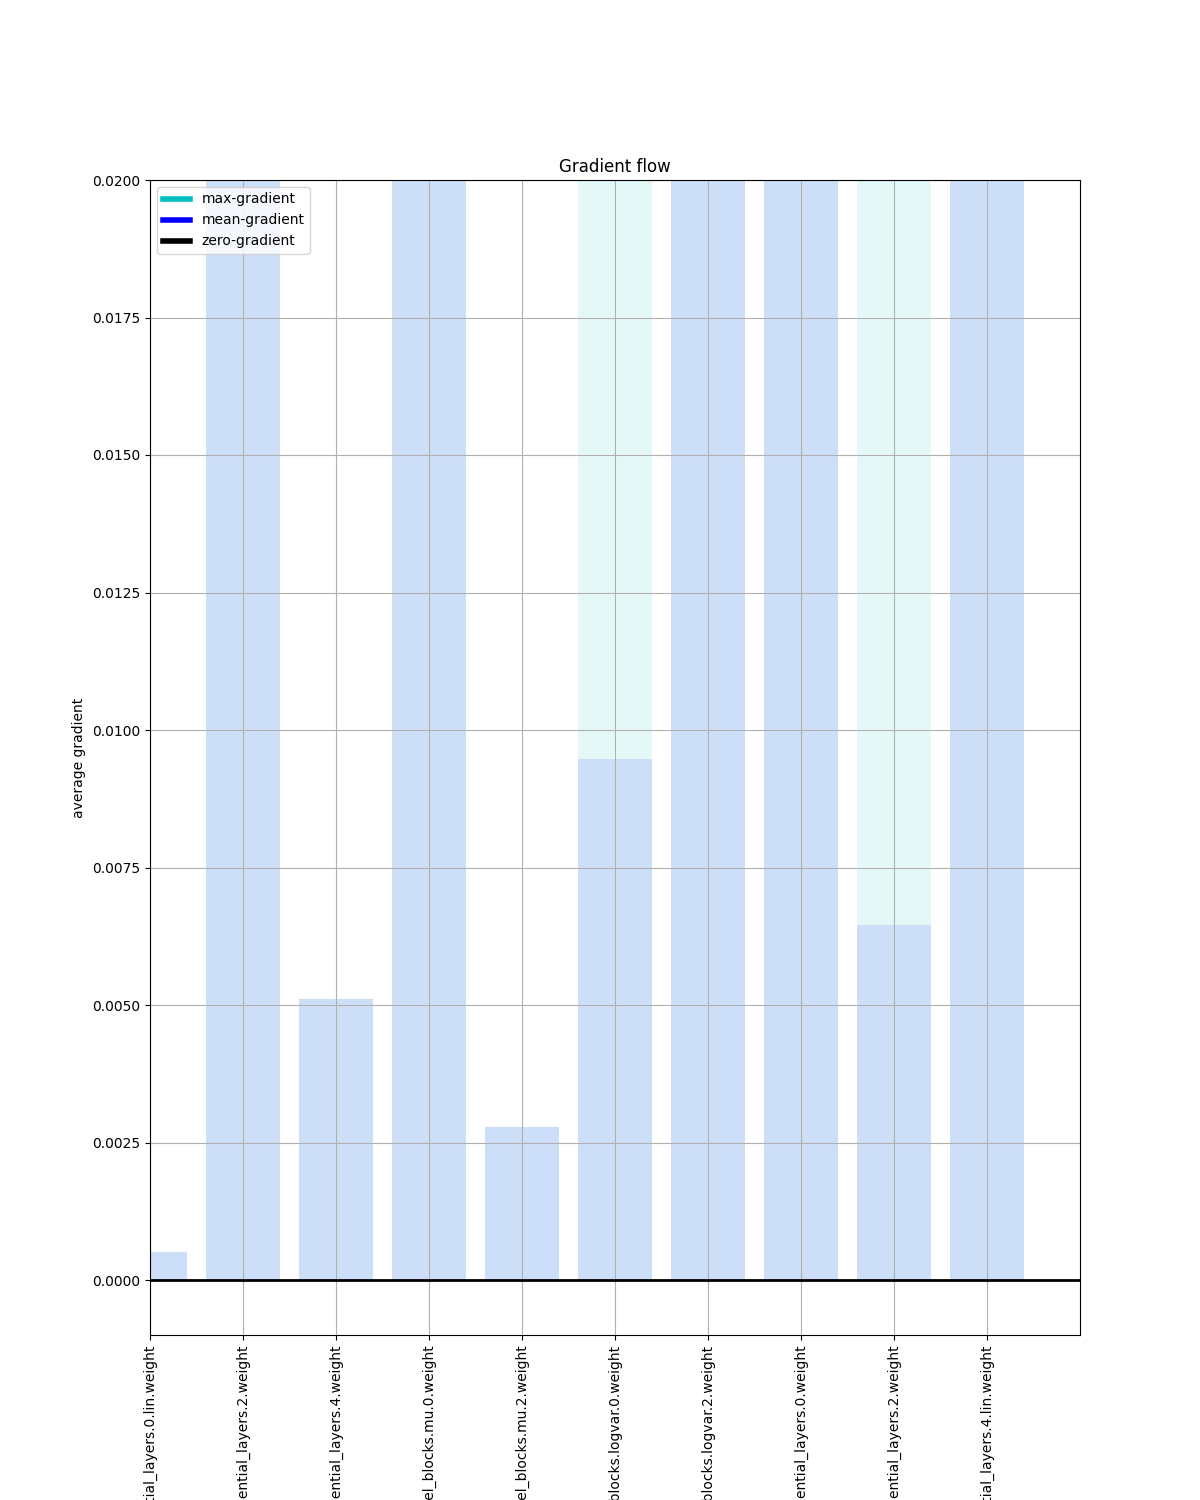 Gradient flow
max-gradient
mean-gradient
zero-gradient
average gradient
0.0200
0.0175
0.0150
0.0125
0.0100
0.0075
0.0050
0.0025
0.0000
tial_layers.0.lin.weight
ential_layers.2.weight
ential_layers.4.weight
el_blocks.mu.0.weight
el_blocks.mu.2.weight
blocks.logvar.0.weight
blocks.logvar.2.weight
ential_layers.0.weight
ential_layers.2.weight
tial_layers.4.lin.weight